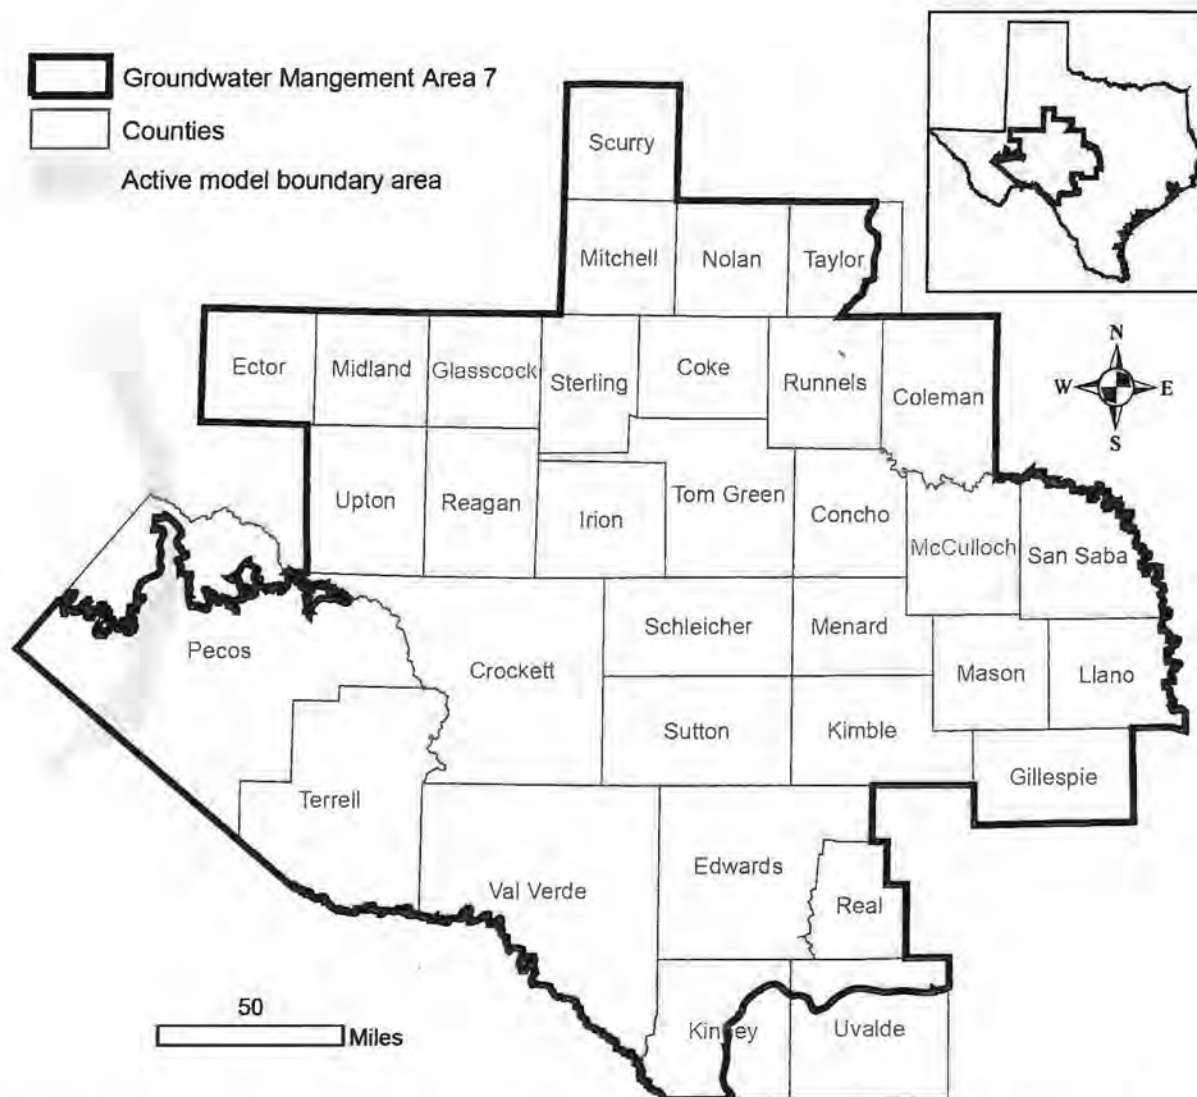 Groundwater Mangement Area 7
Counties
Active model boundary area
Scurry
Mitchell
Nolan
Taylor
Ector
Midland
Glasscock
Sterling
Coke
Runnels
Coleman
N
W
E
S
Upton
Reagan
Irion
Tom Green
Concho
McCulloch
San Saba
Pecos
Crockett
Schleicher
Menard
Mason
Llano
Sutton
Kimble
Gillespie
Terrell
Val Verde
Edwards
Real
Kinney
Uvalde
50
Miles